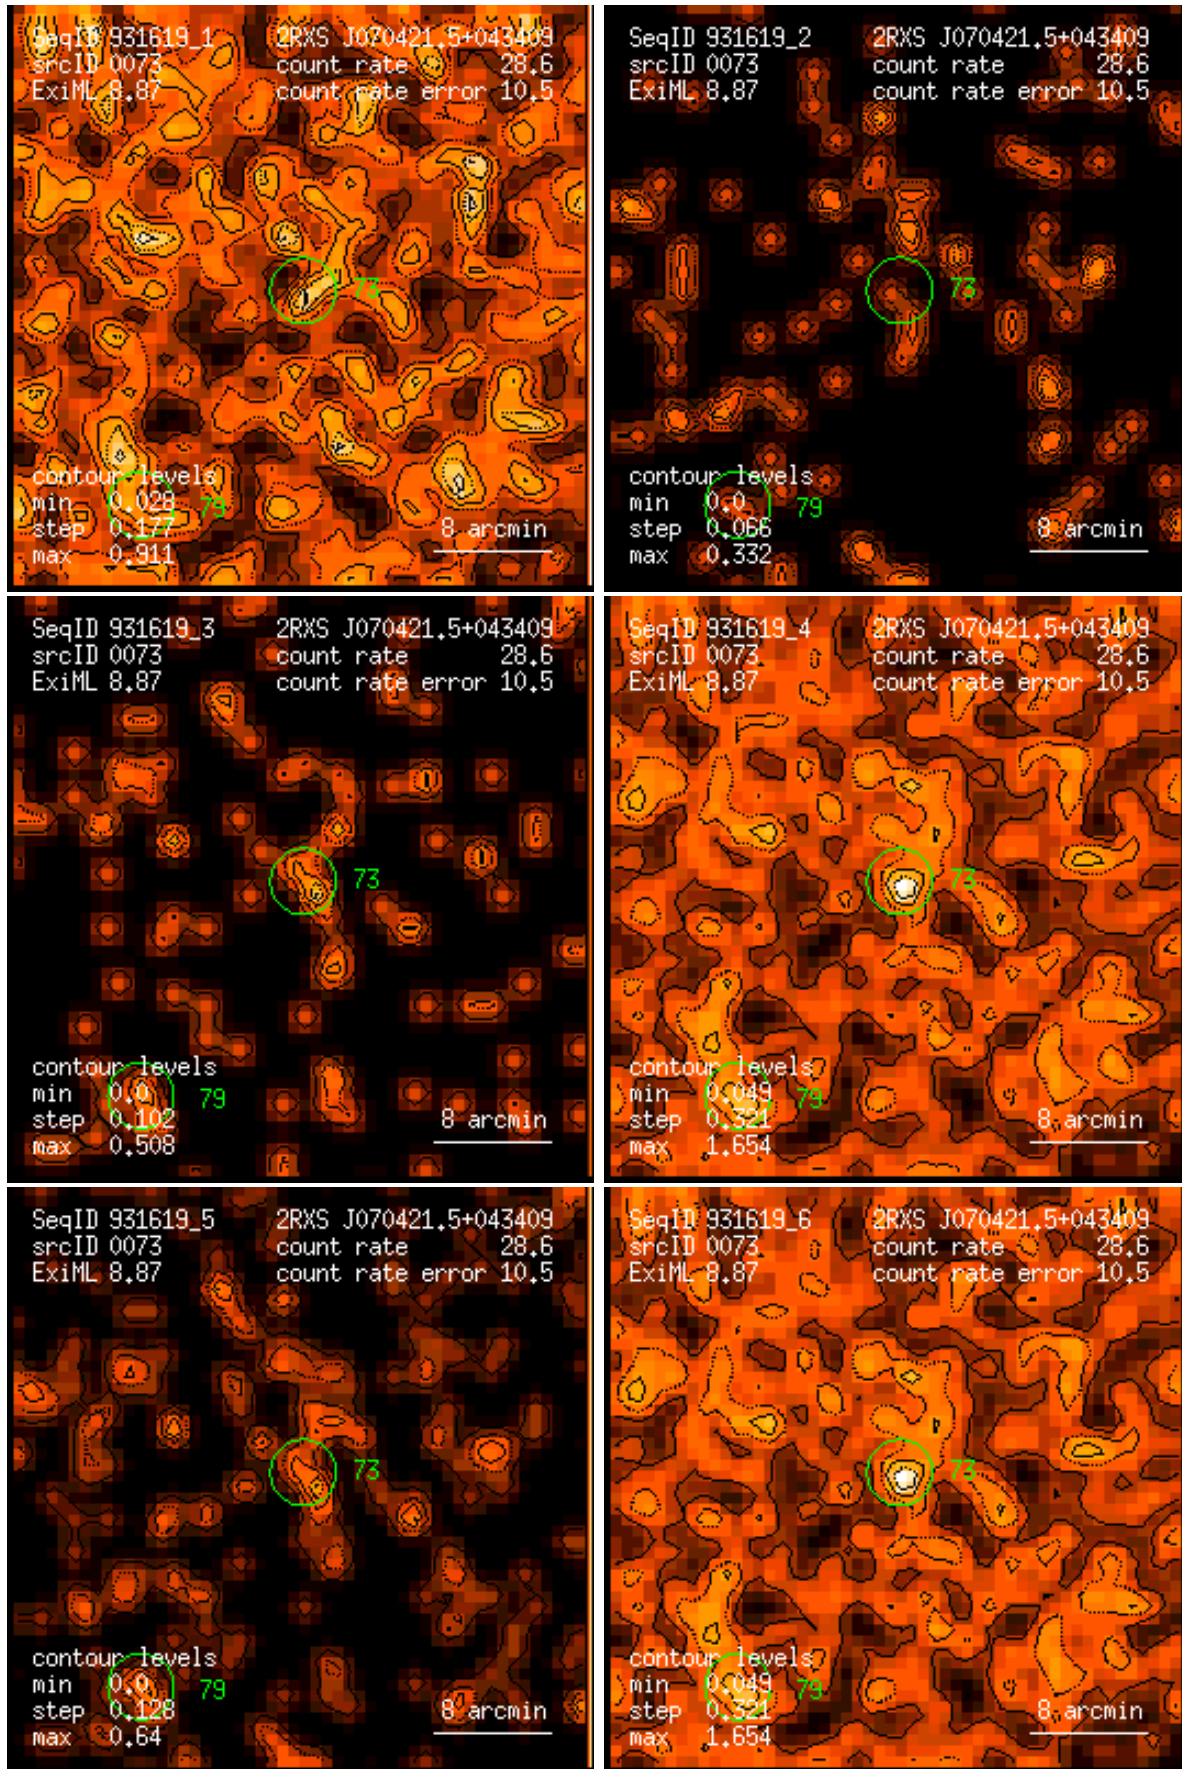 SeqID 931619_1 2RXS J070421.5+043409
srcID 0073 count rate 28.6
ExiML 8.87 count rate error 10.5
73
contour levels
min 0.028 79
step 0.177 8 arcmin
max 0.911
SeqID 931619_2 2RXS J070421.5+043409
srcID 0073 count rate 28.6
ExiML 8.87 count rate error 10.5
73
contour levels
min 0.0 79
step 0.066 8 arcmin
max 0.332
SeqID 931619_3 2RXS J070421.5+043409
srcID 0073 count rate 28.6
ExiML 8.87 count rate error 10.5
73
contour levels
min 0.0 79
step 0.102 8 arcmin
max 0.508
SeqID 931619_4 2RXS J070421.5+043409
srcID 0073 count rate 28.6
ExiML 8.87 count rate error 10.5
73
contour levels
min 0.049 79
step 0.321 8 arcmin
max 1.654
SeqID 931619_5 2RXS J070421.5+043409
srcID 0073 count rate 28.6
ExiML 8.87 count rate error 10.5
73
contour levels
min 0.0 79
step 0.128 8 arcmin
max 0.64
SeqID 931619_6 2RXS J070421.5+043409
srcID 0073 count rate 28.6
ExiML 8.87 count rate error 10.5
73
contour levels
min 0.049 79
step 0.321 8 arcmin
max 1.654